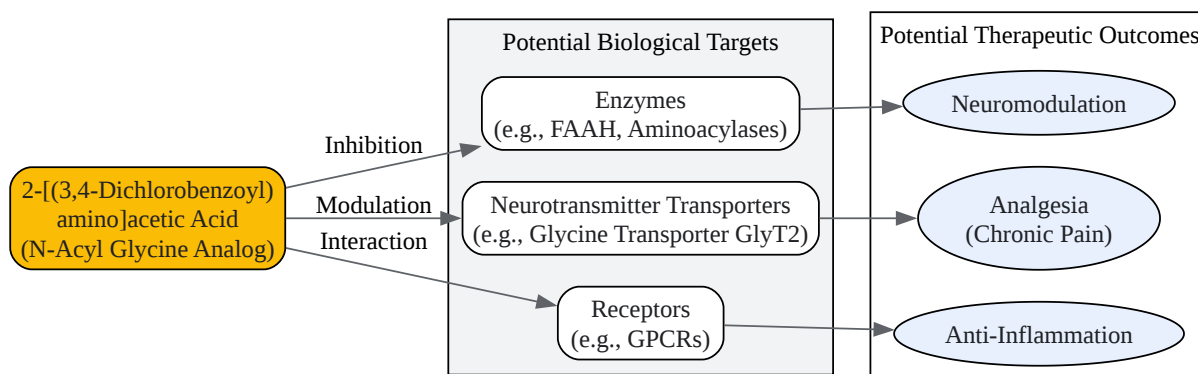 2-[(3,4-Dichlorobenzoyl)
amino]acetic Acid
(N-Acyl Glycine Analog)
Inhibition
Modulation
Interaction
Potential Biological Targets
Enzymes
(e.g., FAAH, Aminoacylases)
Neurotransmitter Transporters
(e.g., Glycine Transporter GlyT2)
Receptors
(e.g., GPCRs)
Potential Therapeutic Outcomes
Neuromodulation
Analgesia
(Chronic Pain)
Anti-Inflammation